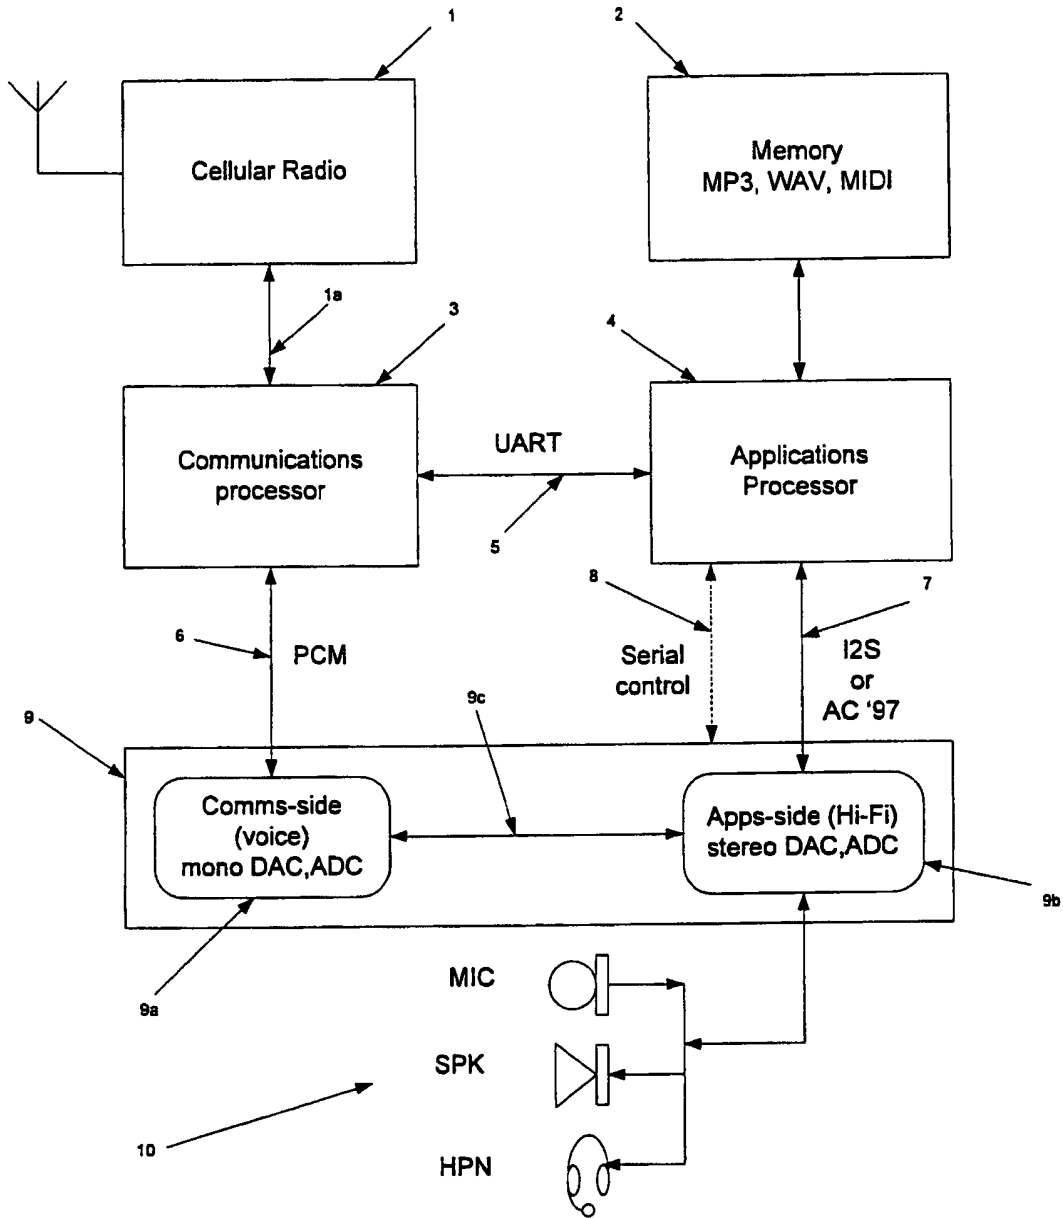 1
2
Cellular Radio
Memory
MP3, WAV, MIDI
1a
3
4
Communications
processor
UART
Applications
Processor
5
8
7
6
PCM
Serial
control
I2S
or
AC '97
9
9c
Comms-side
(voice)
mono DAC,ADC
Apps-side (Hi-Fi)
stereo DAC,ADC
9b
9a
MIC
SPK
10
HPN